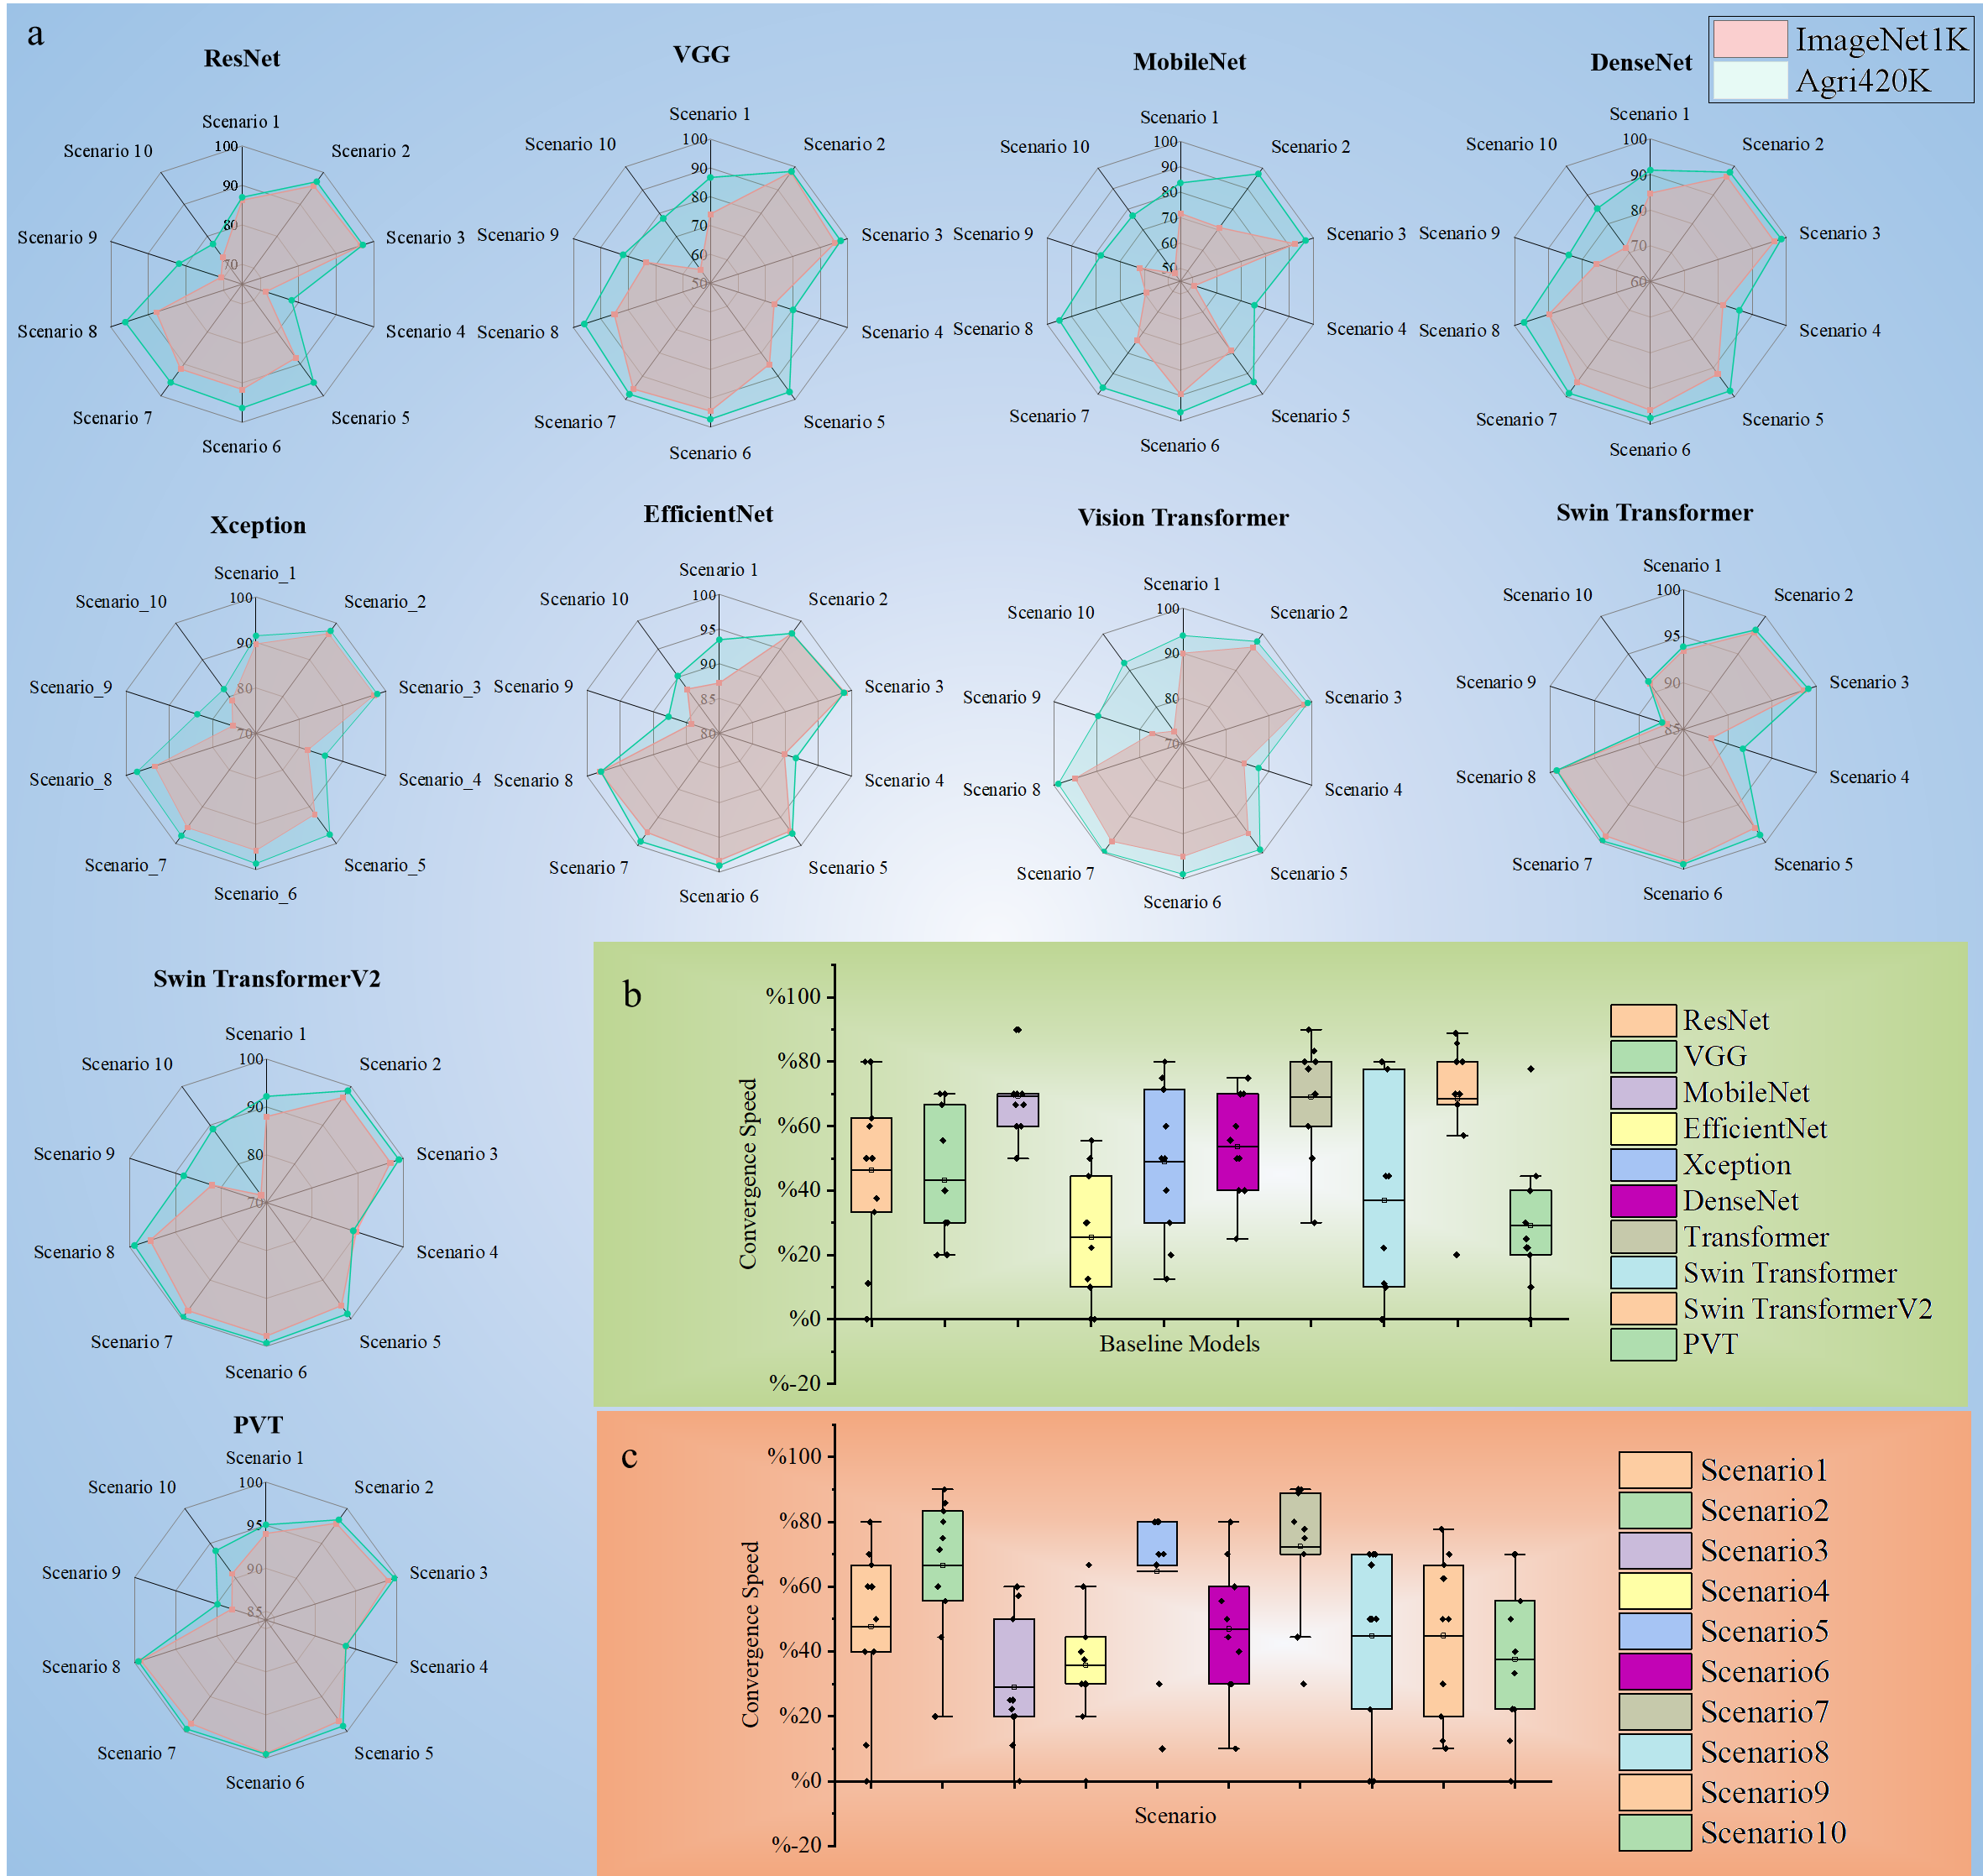 a
ImageNet1K
Agri420K
ResNet
Scenario 1
Scenario 2
Scenario 3
Scenario 4
Scenario 5
Scenario 6
Scenario 7
Scenario 8
Scenario 9
Scenario 10
100
90
80
70
VGG
Scenario 1
Scenario 2
Scenario 3
Scenario 4
Scenario 5
Scenario 6
Scenario 7
Scenario 8
Scenario 9
Scenario 10
100
90
80
70
60
50
MobileNet
Scenario 1
Scenario 2
Scenario 3
Scenario 4
Scenario 5
Scenario 6
Scenario 7
Scenario 8
Scenario 9
Scenario 10
100
90
80
70
60
50
DenseNet
Scenario 1
Scenario 2
Scenario 3
Scenario 4
Scenario 5
Scenario 6
Scenario 7
Scenario 8
Scenario 9
Scenario 10
100
90
80
70
60
Xception
Scenario_1
Scenario_2
Scenario_3
Scenario_4
Scenario_5
Scenario_6
Scenario_7
Scenario_8
Scenario_9
Scenario_10
100
90
80
70
EfficientNet
Scenario 1
Scenario 2
Scenario 3
Scenario 4
Scenario 5
Scenario 6
Scenario 7
Scenario 8
Scenario 9
Scenario 10
100
95
90
85
80
Vision Transformer
Scenario 1
Scenario 2
Scenario 3
Scenario 4
Scenario 5
Scenario 6
Scenario 7
Scenario 8
Scenario 9
Scenario 10
100
90
80
70
Swin Transformer
Scenario 1
Scenario 2
Scenario 3
Scenario 4
Scenario 5
Scenario 6
Scenario 7
Scenario 8
Scenario 9
Scenario 10
100
95
90
85
Swin TransformerV2
Scenario 1
Scenario 2
Scenario 3
Scenario 4
Scenario 5
Scenario 6
Scenario 7
Scenario 8
Scenario 9
Scenario 10
100
90
80
70
PVT
Scenario 1
Scenario 2
Scenario 3
Scenario 4
Scenario 5
Scenario 6
Scenario 7
Scenario 8
Scenario 9
Scenario 10
100
95
90
85
b
Convergence Speed
%100
%80
%60
%40
%20
%0
%-20
Baseline Models
ResNet
VGG
MobileNet
EfficientNet
Xception
DenseNet
Transformer
Swin Transformer
Swin TransformerV2
PVT
c
Convergence Speed
%100
%80
%60
%40
%20
%0
%-20
Scenario
Scenario1
Scenario2
Scenario3
Scenario4
Scenario5
Scenario6
Scenario7
Scenario8
Scenario9
Scenario10